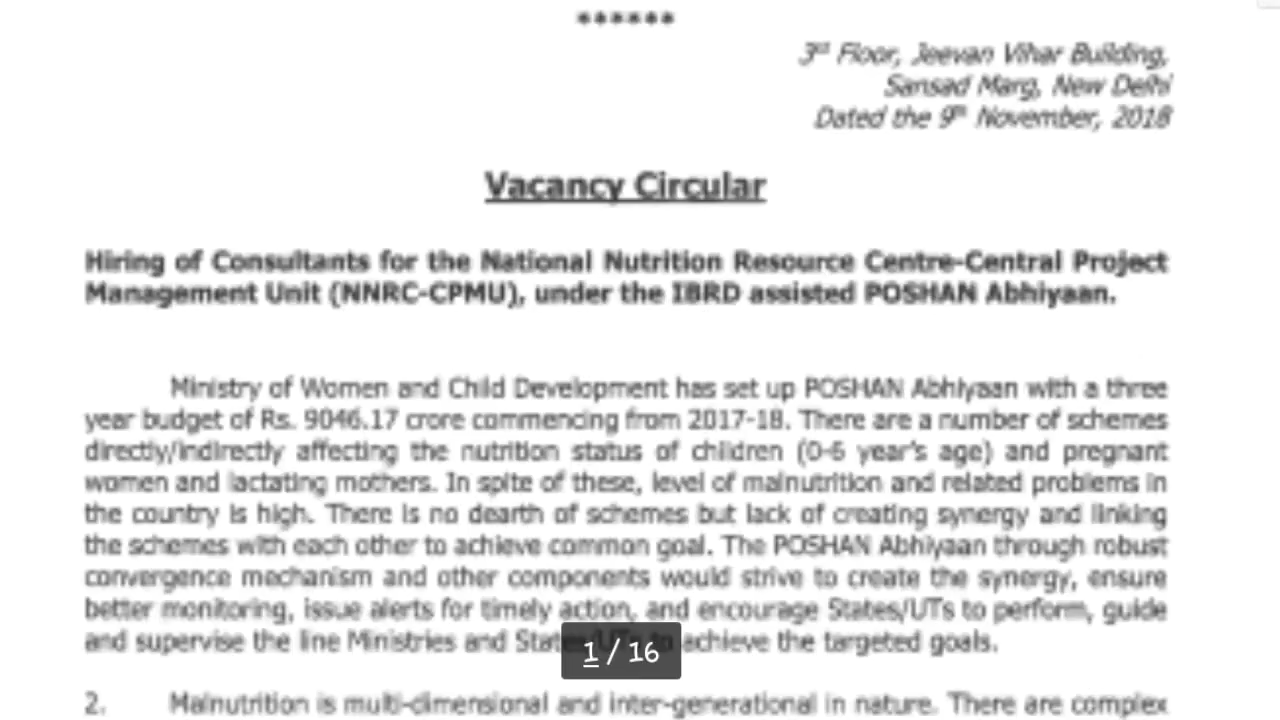 ******
3rd Floor, Jeevan Vihar Building,
Sansad Marg, New Delhi
Dated the 9th November, 2018
Vacancy Circular
Hiring of Consultants for the National Nutrition Resource Centre-Central Project
Management Unit (NNRC-CPMU), under the IBRD assisted POSHAN Abhiyaan.
Ministry of Women and Child Development has set up POSHAN Abhiyaan with a three
year budget of Rs. 9046.17 crore commencing from 2017-18. There are a number of schemes
directly/indirectly affecting the nutrition status of children (0-6 year's age) and pregnant
women and lactating mothers. In spite of these, level of malnutrition and related problems in
the country is high. There is no dearth of schemes but lack of creating synergy and linking
the schemes with each other to achieve common goal. The POSHAN Abhiyaan through robust
convergence mechanism and other components would strive to create the synergy, ensure
better monitoring, issue alerts for timely action, and encourage States/UTs to perform, guide
and supervise the line Ministries and States/UTs to achieve the targeted goals.
1 / 16
2. Malnutrition is multi-dimensional and inter-generational in nature. There are complex